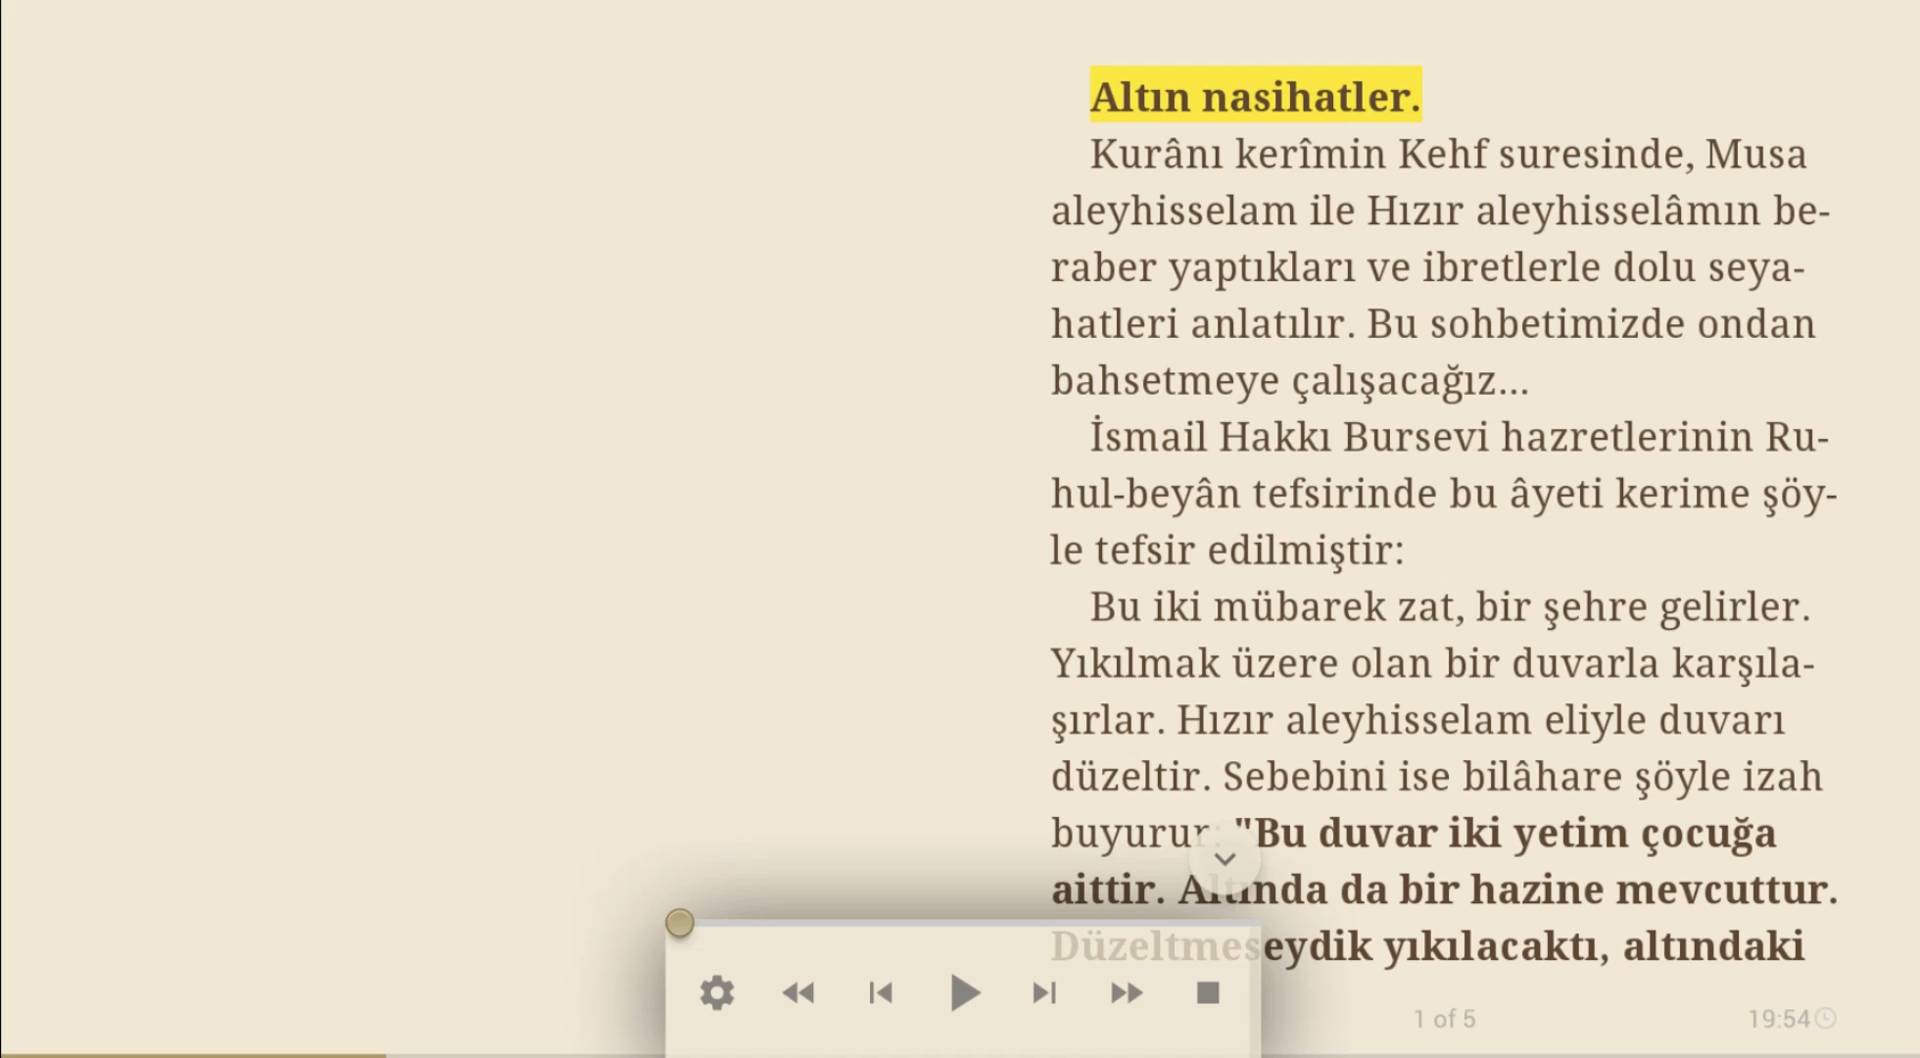 Altın nasihatler.
Kurânı kerîmin Kehf suresinde, Musa
aleyhisselam ile Hızır aleyhisselâmın be-
raber yaptıkları ve ibretlerle dolu seya-
hatleri anlatılır. Bu sohbetimizde ondan
bahsetmeye çalışacağız...
İsmail Hakkı Bursevi hazretlerinin Ru-
hul-beyân tefsirinde bu âyeti kerime şöy-
le tefsir edilmiştir:
Bu iki mübarek zat, bir şehre gelirler.
Yıkılmak üzere olan bir duvarla karşıla-
şırlar. Hızır aleyhisselam eliyle duvarı
düzeltir. Sebebini ise bilâhare şöyle izah
buyurur: "Bu duvar iki yetim çocuğa
aittir. Altında da bir hazine mevcuttur.
Düzeltmeseydik yıkılacaktı, altındaki
1 of 5
19:54